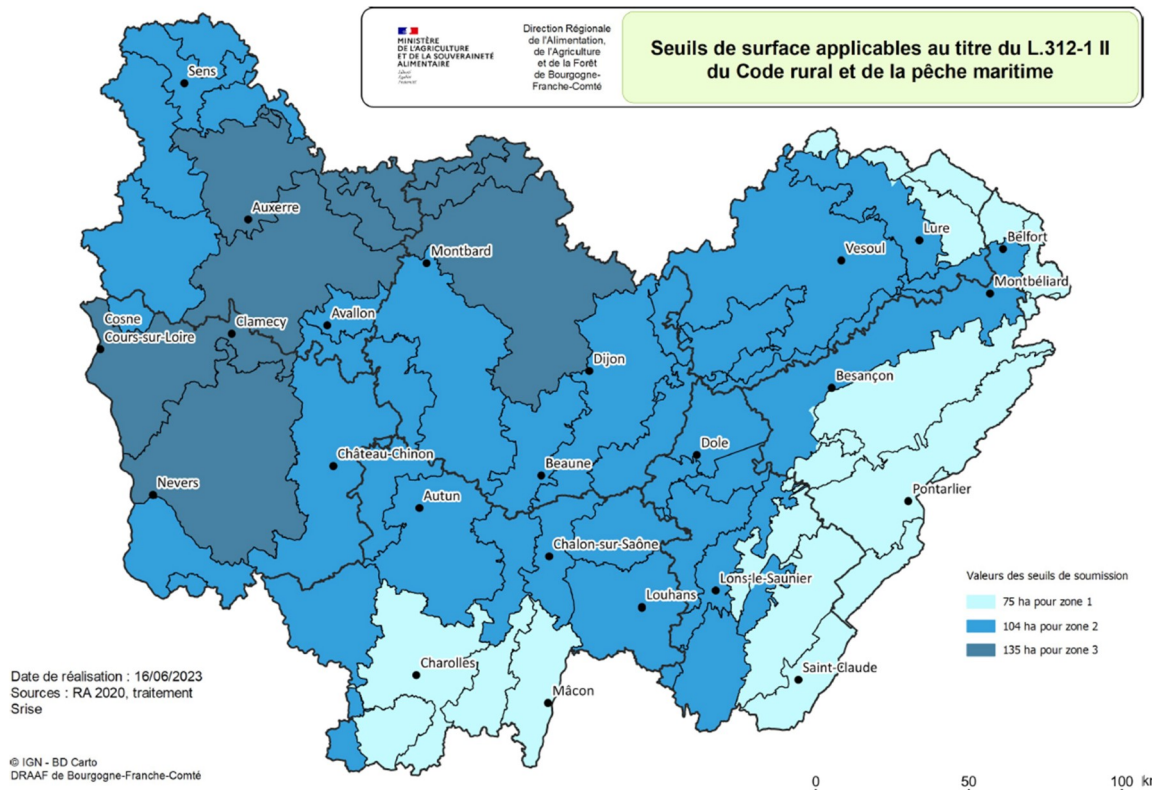 MINISTÈRE
DE L'AGRICULTURE
ET DE LA SOUVERAINETÉ
ALIMENTAIRE
Liberté
Égalité
Fraternité
Direction Régionale
de l'Alimentation,
de l'Agriculture
et de la Forêt
de Bourgogne-
Franche-Comté
Seuils de surface applicables au titre du L.312-1 II
du Code rural et de la pêche maritime
Sens
Auxerre
Montbard
Vesoul
Lure
Belfort
Montbéliard
Cosne
Cours-sur-Loire
Clamecy
Avallon
Dijon
Besançon
Château-Chinon
Beaune
Dole
Nevers
Autun
Pontarlier
Chalon-sur-Saône
Louhans
Lons-le-Saunier
Charolles
Mâcon
Saint-Claude
Valeurs des seuils de soumission
75 ha pour zone 1
104 ha pour zone 2
135 ha pour zone 3
Date de réalisation : 16/06/2023
Sources : RA 2020, traitement
Srise
© IGN - BD Carto
DRAAF de Bourgogne-Franche-Comté
0 50 100 km